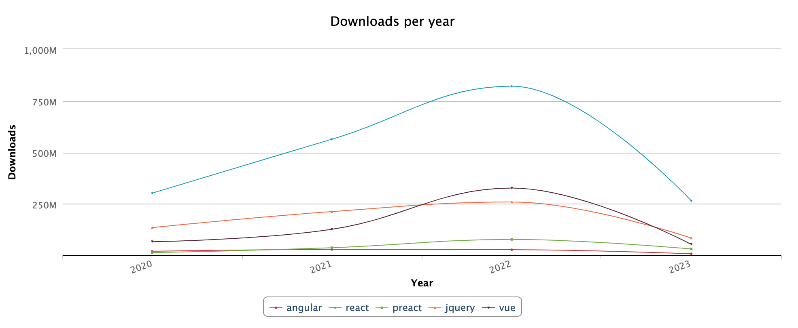 Downloads per year
1,000M
750M
500M
250M
Downloads
2020
2021
2022
2023
Year
angular react preact jquery vue